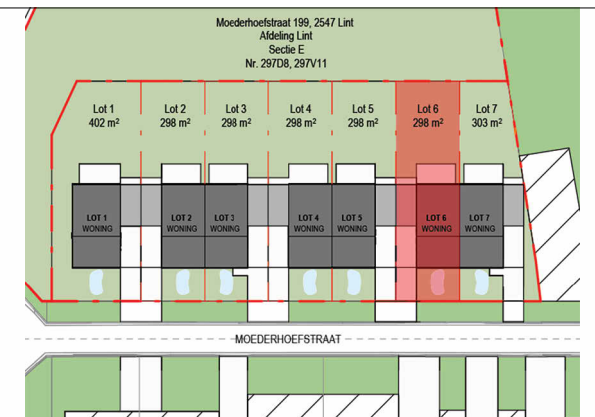 Moederhoefstraat 199, 2547 Lint
Afdeling Lint
Sectie E
Nr. 297D8, 297V11
Lot 1
402 m²
Lot 2
298 m²
Lot 3
298 m²
Lot 4
298 m²
Lot 5
298 m²
Lot 6
298 m²
Lot 7
303 m²
LOT 1
WONING
LOT 2
WONING
LOT 3
WONING
LOT 4
WONING
LOT 5
WONING
LOT 6
WONING
LOT 7
WONING
MOEDERHOEFSTRAAT